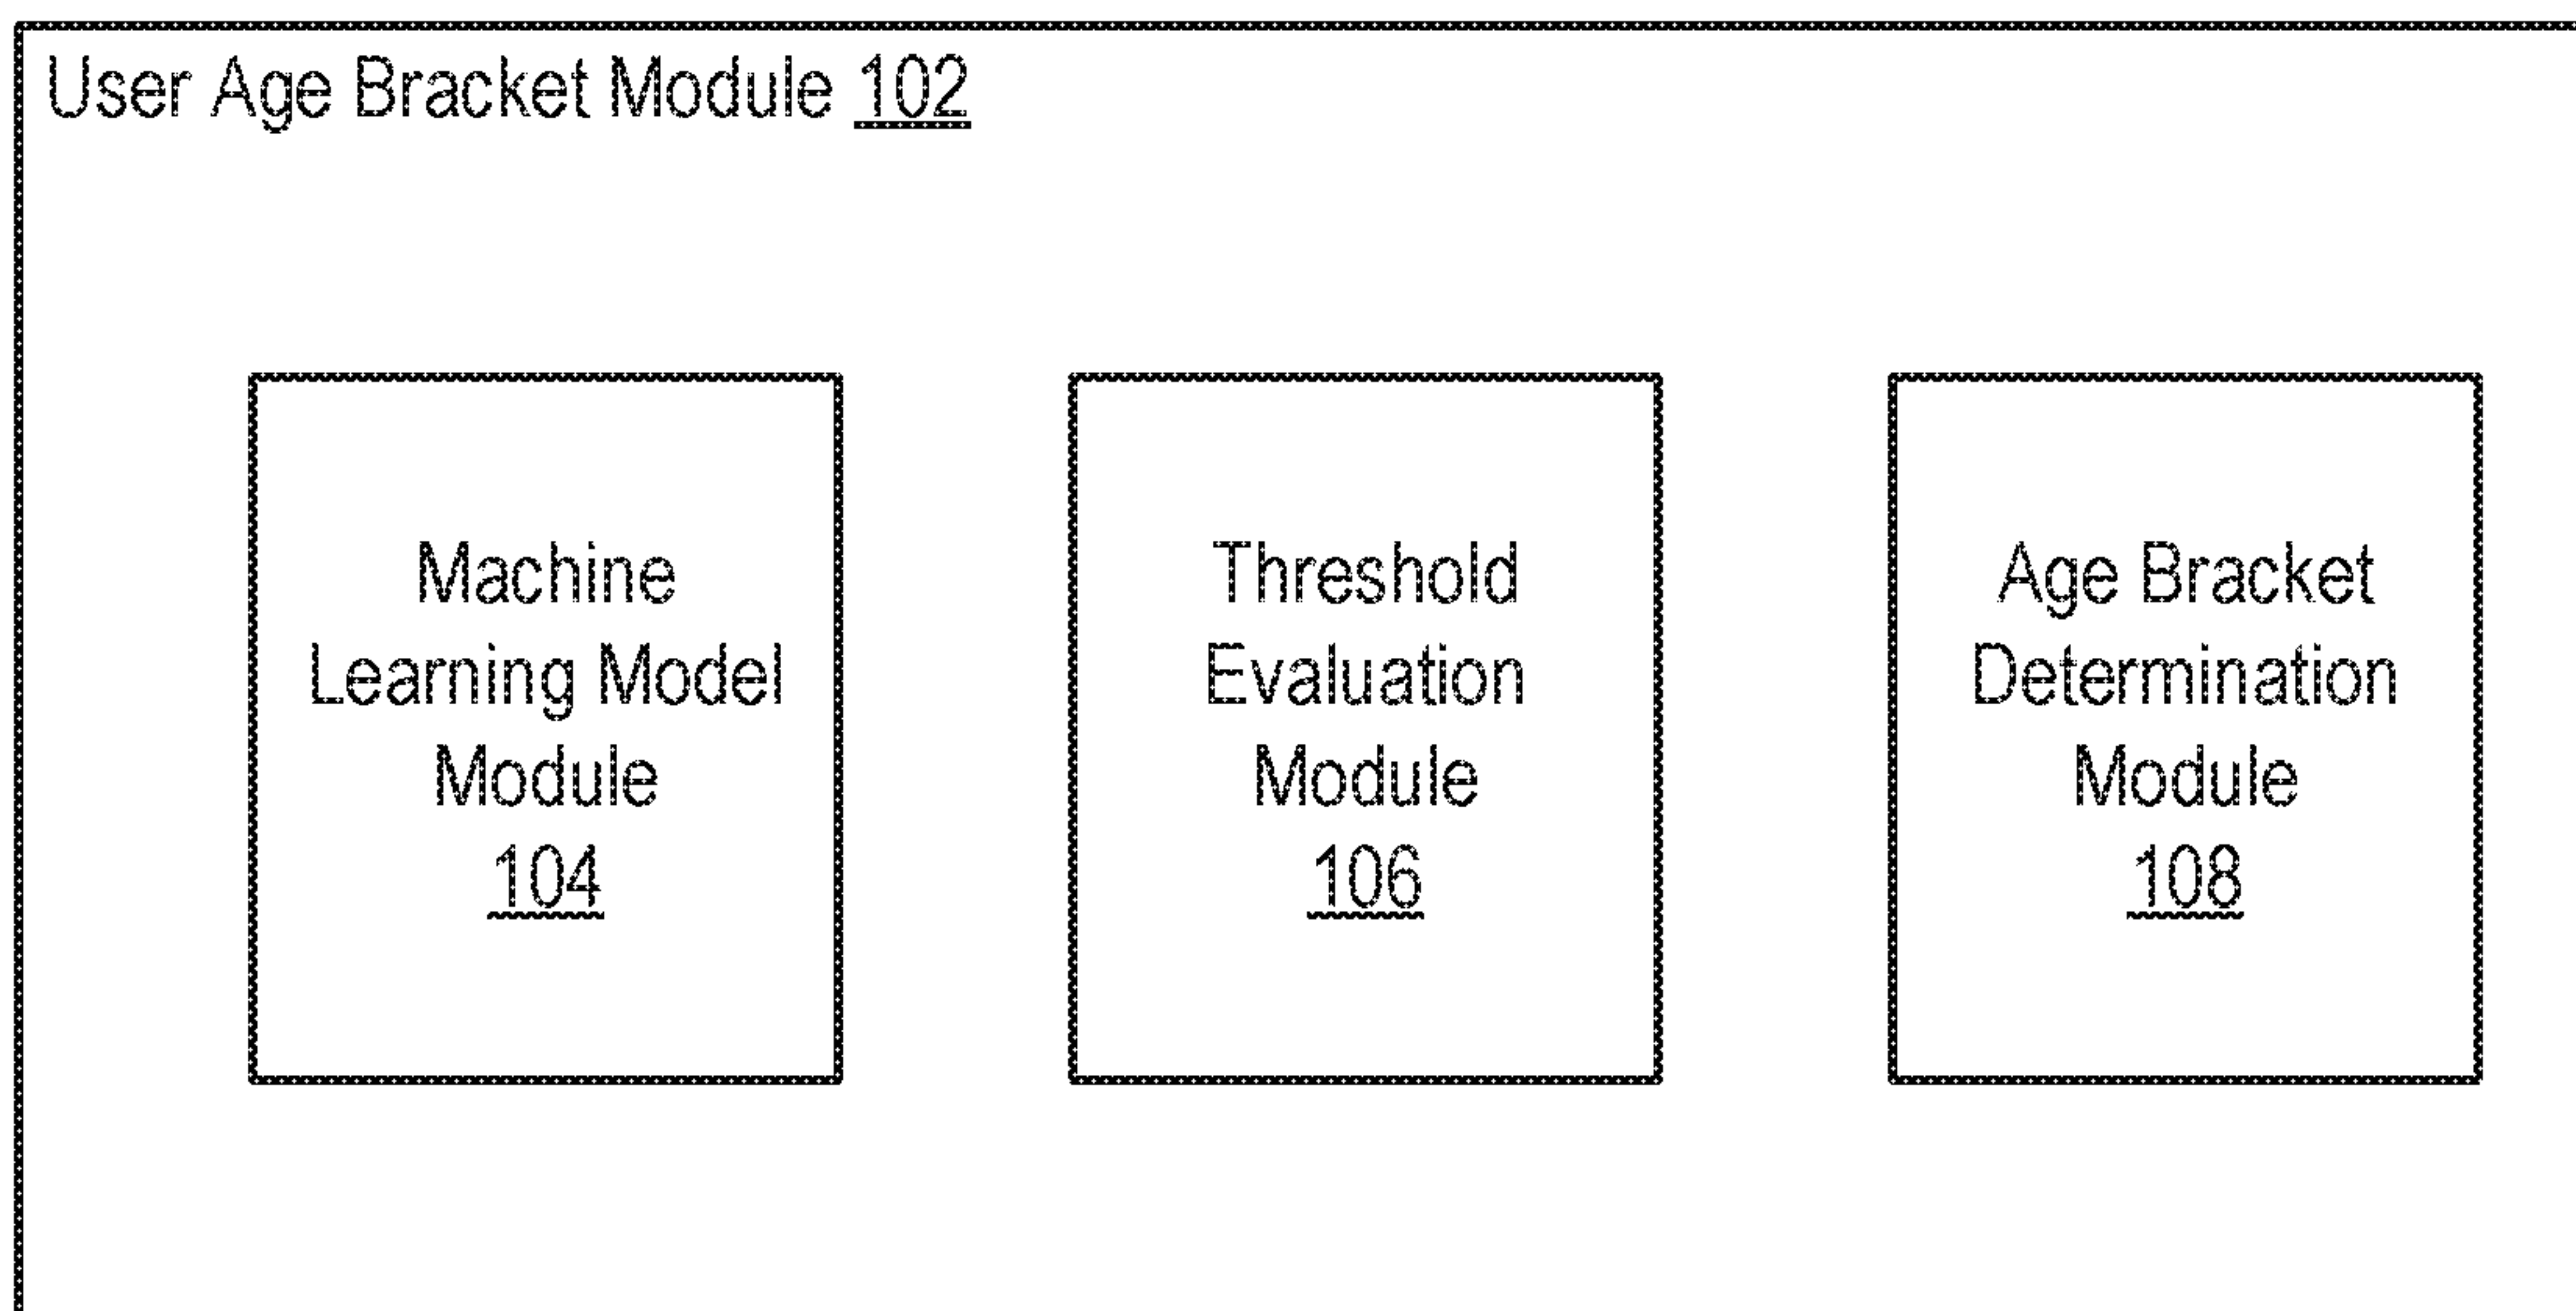 User Age Bracket Module 102
Machine
Learning Model
Module
104
Threshold
Evaluation
Module
106
Age Bracket
Determination
Module
108